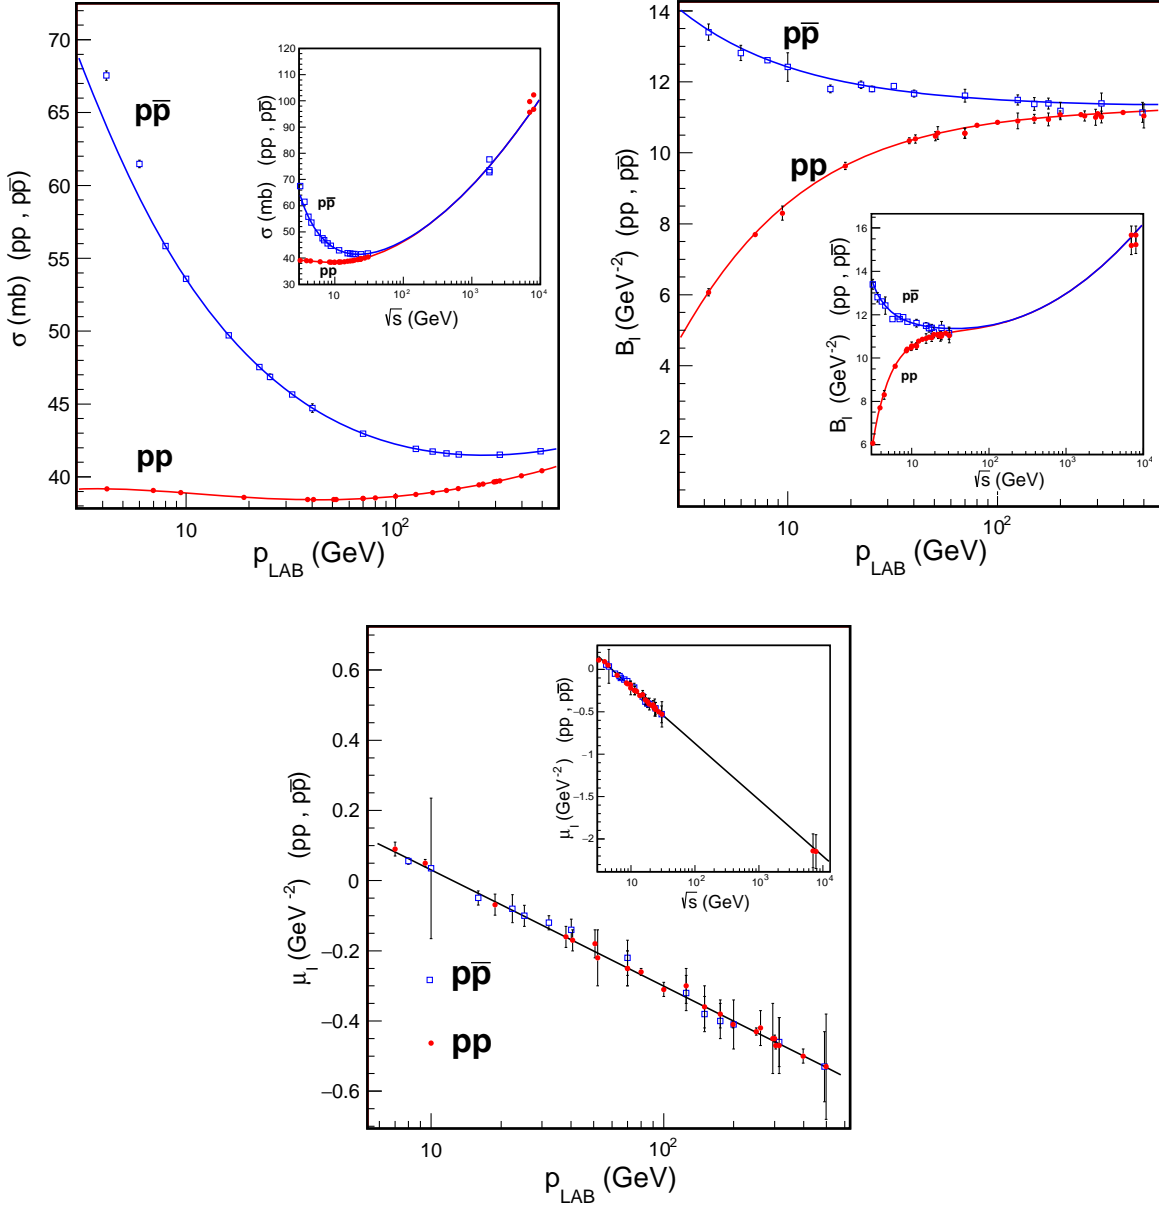 σ (mb) (pp , pp̅)
70
65
60
55
50
45
40
10
10²
p_LAB (GeV)
pp̅
pp
σ (mb) (pp , pp̅)
120
110
100
90
80
70
60
50
40
30
10
10²
10³
10⁴
√s (GeV)
pp̅
pp
B_I (GeV⁻²) (pp , pp̅)
14
12
10
8
6
4
2
10
10²
p_LAB (GeV)
pp̅
pp
B_I (GeV⁻²) (pp , pp̅)
16
14
12
10
8
6
10
10²
10³
10⁴
√s (GeV)
pp̅
pp
μ_I (GeV⁻²) (pp , pp̅)
0.6
0.4
0.2
0
−0.2
−0.4
−0.6
10
10²
p_LAB (GeV)
pp̅
pp
μ_I (GeV⁻²) (pp , pp̅)
0
−0.5
−1
−1.5
−2
10
10²
10³
10⁴
√s (GeV)